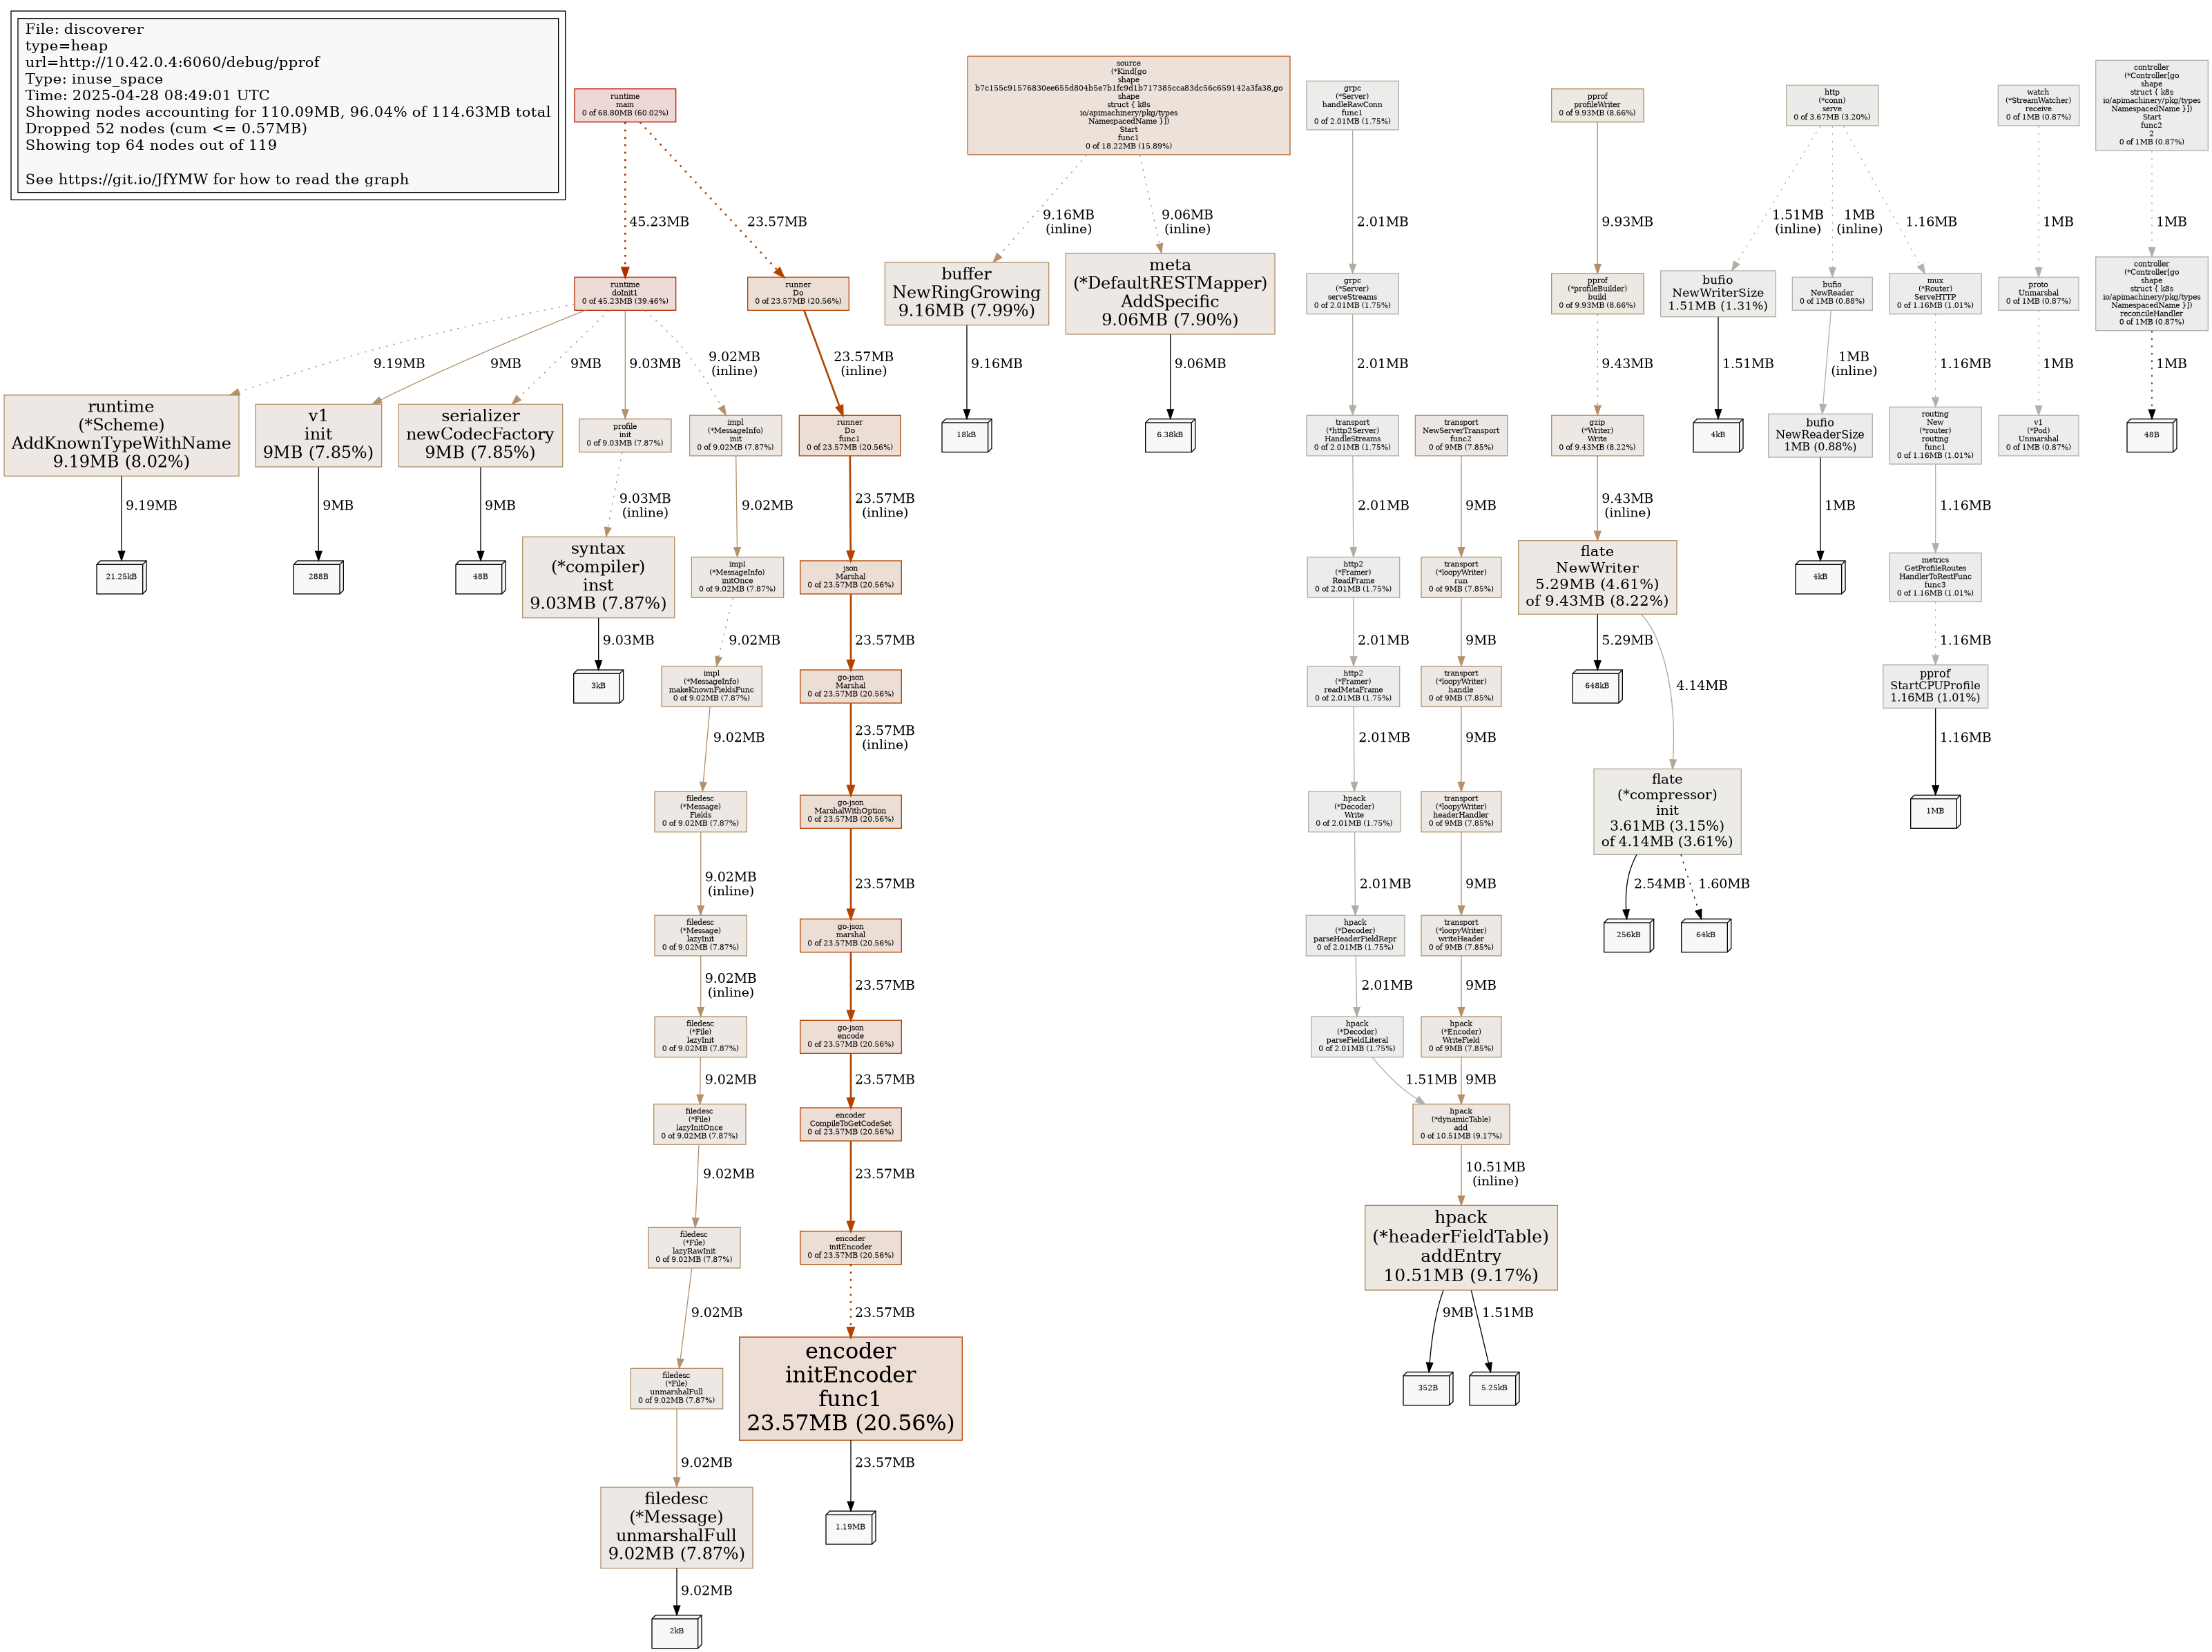 File: discoverer
type=heap
url=http://10.42.0.4:6060/debug/pprof
Type: inuse_space
Time: 2025-04-28 08:49:01 UTC
Showing nodes accounting for 110.09MB, 96.04% of 114.63MB total
Dropped 52 nodes (cum <= 0.57MB)
Showing top 64 nodes out of 119
See https://git.io/JfYMW for how to read the graph
runtime
main
0 of 68.80MB (60.02%)
source
(*Kind[go
shape
b7c155c91576830ee655d804b5e7b1fc9d1b717385cca83dc56c659142a3fa38,go
shape
struct { k8s
io/apimachinery/pkg/types
NamespacedName }])
Start
func1
0 of 18.22MB (15.89%)
grpc
(*Server)
handleRawConn
func1
0 of 2.01MB (1.75%)
pprof
profileWriter
0 of 9.93MB (8.66%)
http
(*conn)
serve
0 of 3.67MB (3.20%)
watch
(*StreamWatcher)
receive
0 of 1MB (0.87%)
controller
(*Controller[go
shape
struct { k8s
io/apimachinery/pkg/types
NamespacedName }])
Start
func2
2
0 of 1MB (0.87%)
45.23MB
23.57MB
9.16MB
(inline)
9.06MB
(inline)
2.01MB
9.93MB
1.51MB
(inline)
1MB
(inline)
1.16MB
1MB
1MB
runtime
doInit1
0 of 45.23MB (39.46%)
runner
Do
0 of 23.57MB (20.56%)
buffer
NewRingGrowing
9.16MB (7.99%)
meta
(*DefaultRESTMapper)
AddSpecific
9.06MB (7.90%)
grpc
(*Server)
serveStreams
0 of 2.01MB (1.75%)
pprof
(*profileBuilder)
build
0 of 9.93MB (8.66%)
bufio
NewWriterSize
1.51MB (1.31%)
bufio
NewReader
0 of 1MB (0.88%)
mux
(*Router)
ServeHTTP
0 of 1.16MB (1.01%)
proto
Unmarshal
0 of 1MB (0.87%)
controller
(*Controller[go
shape
struct { k8s
io/apimachinery/pkg/types
NamespacedName }])
reconcileHandler
0 of 1MB (0.87%)
9.19MB
9MB
9MB
9.03MB
9.02MB
(inline)
23.57MB
(inline)
9.16MB
9.06MB
2.01MB
9.43MB
1.51MB
1MB
(inline)
1.16MB
1MB
1MB
runtime
(*Scheme)
AddKnownTypeWithName
9.19MB (8.02%)
v1
init
9MB (7.85%)
serializer
newCodecFactory
9MB (7.85%)
profile
init
0 of 9.03MB (7.87%)
impl
(*MessageInfo)
init
0 of 9.02MB (7.87%)
runner
Do
func1
0 of 23.57MB (20.56%)
18kB
6.38kB
transport
(*http2Server)
HandleStreams
0 of 2.01MB (1.75%)
transport
NewServerTransport
func2
0 of 9MB (7.85%)
gzip
(*Writer)
Write
0 of 9.43MB (8.22%)
4kB
bufio
NewReaderSize
1MB (0.88%)
routing
New
(*router)
routing
func1
0 of 1.16MB (1.01%)
v1
(*Pod)
Unmarshal
0 of 1MB (0.87%)
48B
9.19MB
9MB
9MB
9.03MB
(inline)
9.02MB
23.57MB
(inline)
2.01MB
9MB
9.43MB
(inline)
1MB
1.16MB
21.25kB
288B
48B
syntax
(*compiler)
inst
9.03MB (7.87%)
impl
(*MessageInfo)
initOnce
0 of 9.02MB (7.87%)
json
Marshal
0 of 23.57MB (20.56%)
http2
(*Framer)
ReadFrame
0 of 2.01MB (1.75%)
transport
(*loopyWriter)
run
0 of 9MB (7.85%)
flate
NewWriter
5.29MB (4.61%)
of 9.43MB (8.22%)
4kB
metrics
GetProfileRoutes
HandlerToRestFunc
func3
0 of 1.16MB (1.01%)
9.03MB
9.02MB
23.57MB
2.01MB
9MB
5.29MB
4.14MB
1.16MB
3kB
impl
(*MessageInfo)
makeKnownFieldsFunc
0 of 9.02MB (7.87%)
go-json
Marshal
0 of 23.57MB (20.56%)
http2
(*Framer)
readMetaFrame
0 of 2.01MB (1.75%)
transport
(*loopyWriter)
handle
0 of 9MB (7.85%)
648kB
pprof
StartCPUProfile
1.16MB (1.01%)
9.02MB
23.57MB
(inline)
2.01MB
9MB
1.16MB
filedesc
(*Message)
Fields
0 of 9.02MB (7.87%)
go-json
MarshalWithOption
0 of 23.57MB (20.56%)
hpack
(*Decoder)
Write
0 of 2.01MB (1.75%)
transport
(*loopyWriter)
headerHandler
0 of 9MB (7.85%)
flate
(*compressor)
init
3.61MB (3.15%)
of 4.14MB (3.61%)
1MB
9.02MB
(inline)
23.57MB
2.01MB
9MB
2.54MB
1.60MB
filedesc
(*Message)
lazyInit
0 of 9.02MB (7.87%)
go-json
marshal
0 of 23.57MB (20.56%)
hpack
(*Decoder)
parseHeaderFieldRepr
0 of 2.01MB (1.75%)
transport
(*loopyWriter)
writeHeader
0 of 9MB (7.85%)
256kB
64kB
9.02MB
(inline)
23.57MB
2.01MB
9MB
filedesc
(*File)
lazyInit
0 of 9.02MB (7.87%)
go-json
encode
0 of 23.57MB (20.56%)
hpack
(*Decoder)
parseFieldLiteral
0 of 2.01MB (1.75%)
hpack
(*Encoder)
WriteField
0 of 9MB (7.85%)
9.02MB
23.57MB
1.51MB
9MB
filedesc
(*File)
lazyInitOnce
0 of 9.02MB (7.87%)
encoder
CompileToGetCodeSet
0 of 23.57MB (20.56%)
hpack
(*dynamicTable)
add
0 of 10.51MB (9.17%)
9.02MB
23.57MB
10.51MB
(inline)
filedesc
(*File)
lazyRawInit
0 of 9.02MB (7.87%)
encoder
initEncoder
0 of 23.57MB (20.56%)
hpack
(*headerFieldTable)
addEntry
10.51MB (9.17%)
9.02MB
23.57MB
9MB
1.51MB
filedesc
(*File)
unmarshalFull
0 of 9.02MB (7.87%)
encoder
initEncoder
func1
23.57MB (20.56%)
352B
5.25kB
9.02MB
23.57MB
filedesc
(*Message)
unmarshalFull
9.02MB (7.87%)
1.19MB
9.02MB
2kB